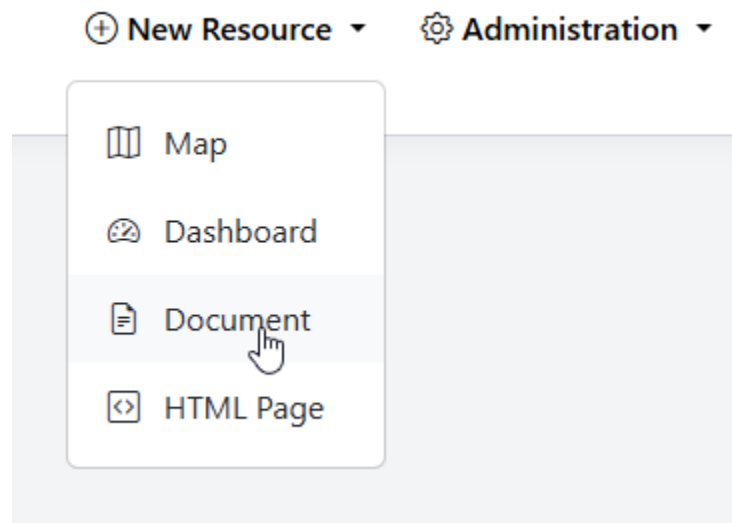 New Resource Administration
Map
Dashboard
Document
HTML Page